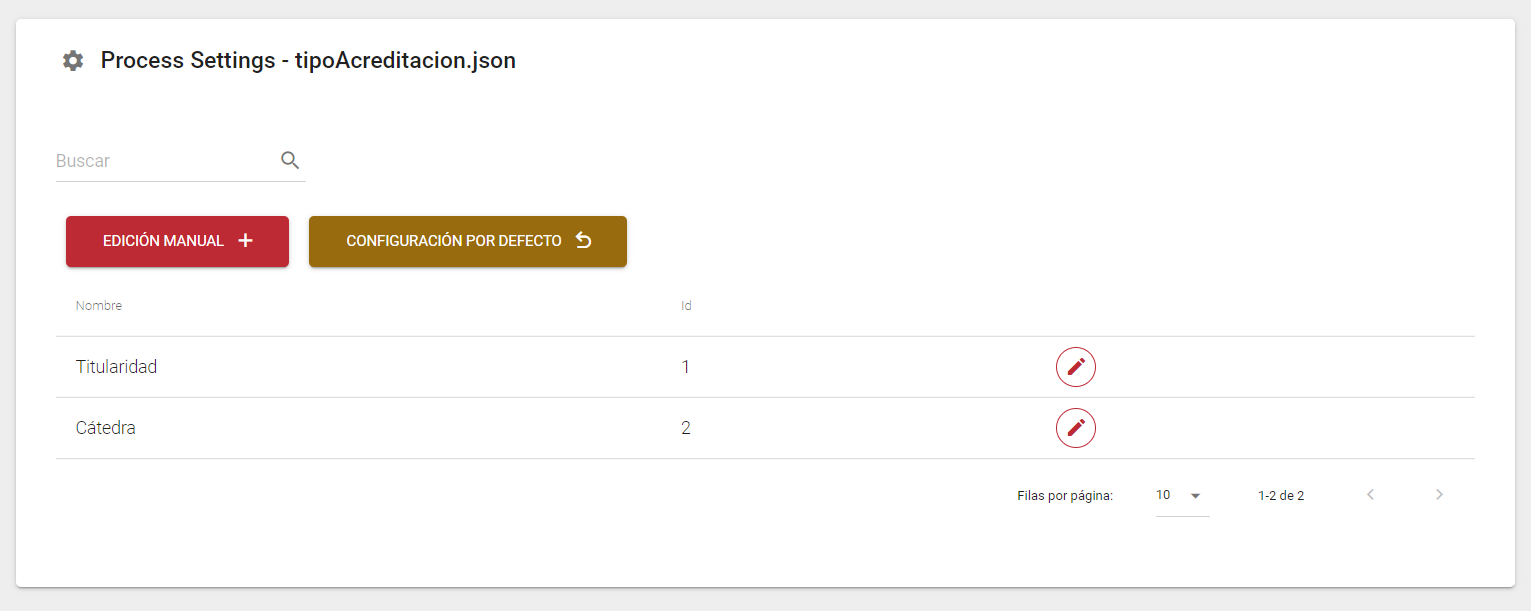 Process Settings - tipoAcreditacion.json
Buscar
EDICIÓN MANUAL CONFIGURACIÓN POR DEFECTO
Nombre Id
Titularidad 1
Cátedra 2
Filas por página: 10 1-2 de 2